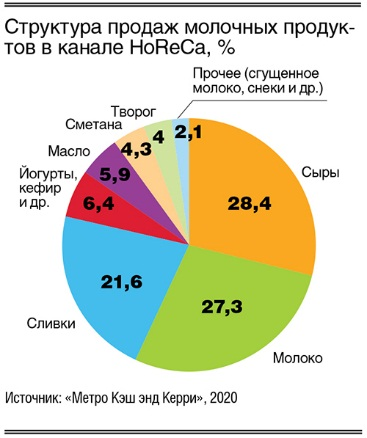 Структура продаж молочных продук-
тов в канале HoReCa, %
Прочее (сгущенное
молоко, снеки и др.)
Творог
Сметана
Масло
Йогурты,
кефир
и др.
Сливки
Сыры
Молоко
2,1
4
4,3
5,9
6,4
21,6
28,4
27,3
Источник: «Метро Кэш энд Керри», 2020